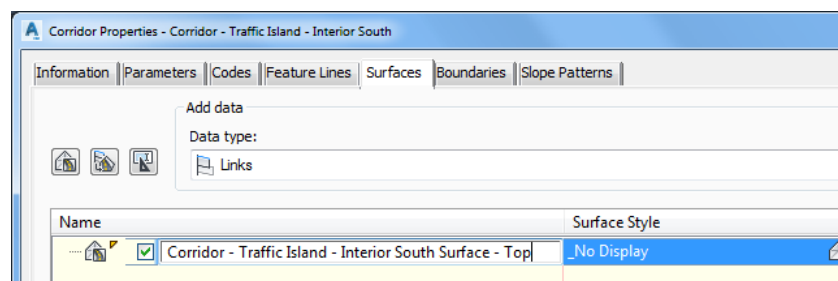 Corridor Properties - Corridor - Traffic Island - Interior South
Information Parameters Codes Feature Lines Surfaces Boundaries Slope Patterns
Add data
Data type:
Links
Name Surface Style
Corridor - Traffic Island - Interior South Surface - Top _No Display